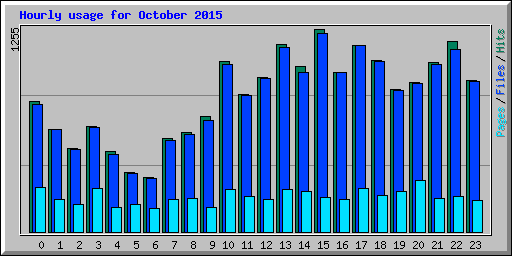 Hourly usage for October 2015
1255
Pages/Files/Hits
0 1 2 3 4 5 6 7 8 9 10 11 12 13 14 15 16 17 18 19 20 21 22 23